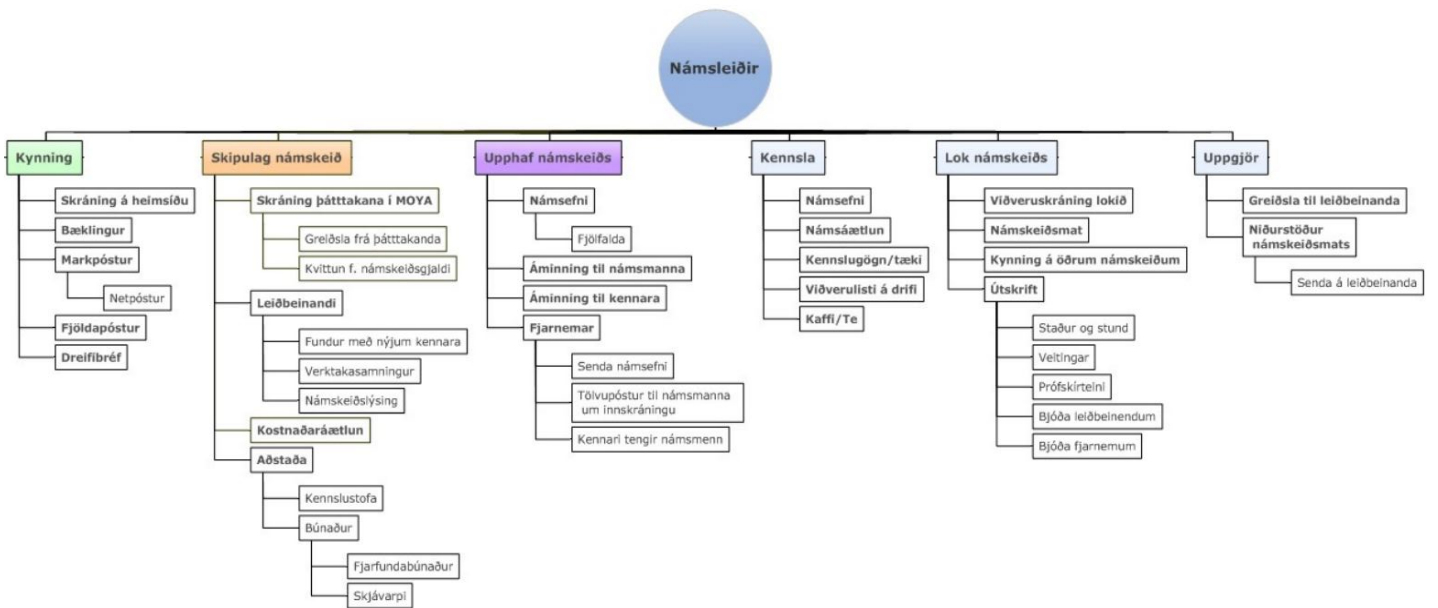 Námsleiðir
Kynning
Skráning á heimsíðu
Bæklingur
Markpóstur
Netpóstur
Fjöldapóstur
Dreifibréf
Skipulag námskeið
Skráning þátttakana í MOYA
Greiðsla frá þátttakanda
Kvittun f. námskeiðsgjaldi
Leiðbeinandi
Fundur með nýjum kennara
Verktakasamningur
Námskeiðslýsing
Kostnaðaráætlun
Aðstaða
Kennslustofa
Búnaður
Fjarfundabúnaður
Skjávarpi
Upphaf námskeiðs
Námsefni
Fjölfalda
Áminning til námsmanna
Áminning til kennara
Fjarnemar
Senda námsefni
Tölvupóstur til námsmanna
um innskráningu
Kennari tengir námsmenn
Kennsla
Námsefni
Námsáætlun
Kennslugögn/tæki
Viðverulisti á drifi
Kaffi/Te
Lok námskeiðs
Viðveruskráning lokið
Námskeiðsmat
Kynning á öðrum námskeiðum
Útskrift
Staður og stund
Veitingar
Prófskírteini
Bjóða leiðbeinendum
Bjóða fjarnemum
Uppgjör
Greiðsla til leiðbeinanda
Niðurstöður
námskeiðsmats
Senda á leiðbeinanda